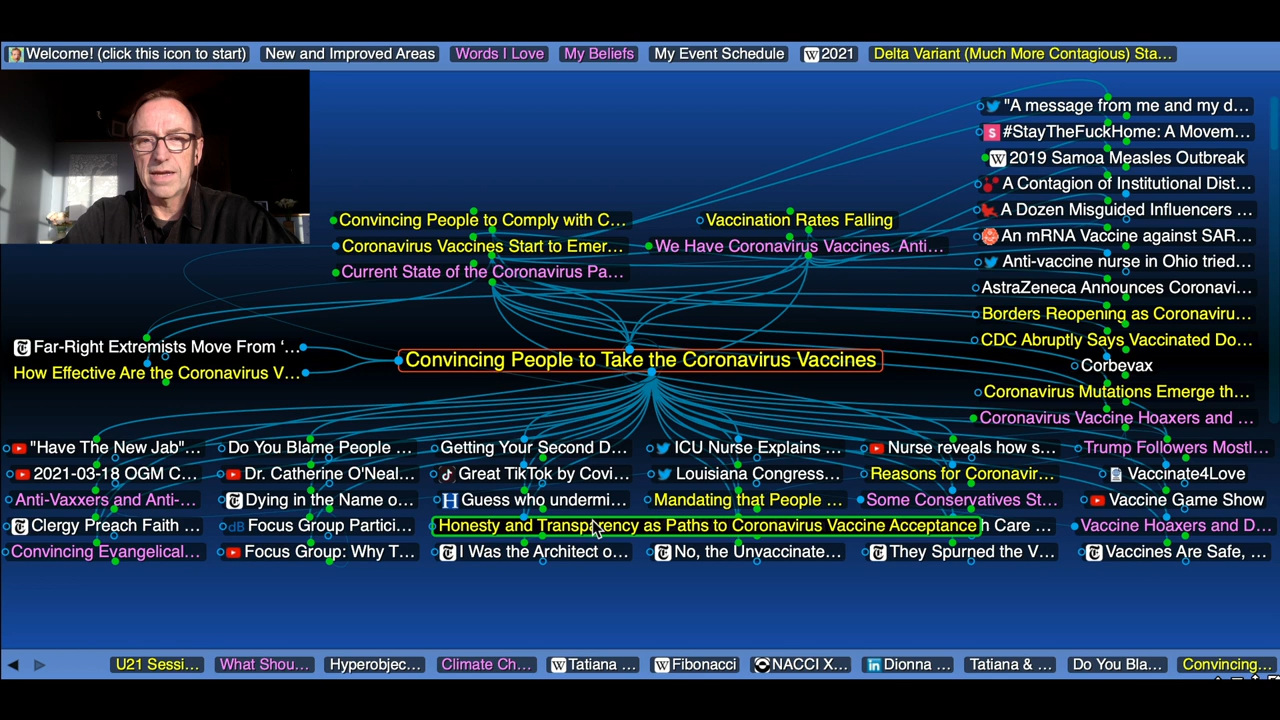 Welcome! (click this icon to start) New and Improved Areas Words I Love My Beliefs My Event Schedule W 2021 Delta Variant (Much More Contagious) Sta…
"A message from me and my d…
#StayTheFuckHome: A Movem…
2019 Samoa Measles Outbreak
A Contagion of Institutional Dist…
A Dozen Misguided Influencers …
An mRNA Vaccine against SAR…
Anti-vaccine nurse in Ohio tried…
AstraZeneca Announces Coronavi…
Borders Reopening as Coronaviru…
CDC Abruptly Says Vaccinated Do…
Corbevax
Coronavirus Mutations Emerge th…
Coronavirus Vaccine Hoaxers and …
Convincing People to Comply with C…
Coronavirus Vaccines Start to Emer…
Current State of the Coronavirus Pa…
Vaccination Rates Falling
We Have Coronavirus Vaccines. Anti…
Far-Right Extremists Move From ‘…
How Effective Are the Coronavirus V…
Convincing People to Take the Coronavirus Vaccines
"Have The New Jab"…
2021-03-18 OGM C…
Anti-Vaxxers and Anti-…
Clergy Preach Faith …
Convincing Evangelical…
Do You Blame People …
Dr. Catherine O'Neal…
Dying in the Name o…
dB Focus Group Partici…
Focus Group: Why T…
Getting Your Second D…
Great TikTok by Covi…
H Guess who undermi…
Honesty and Transparency as Paths to Coronavirus Vaccine Acceptance
I Was the Architect o…
ICU Nurse Explains …
Louisiana Congress…
Mandating that People …
No, the Unvaccinate…
Nurse reveals how s…
Reasons for Coronavir…
Some Conservatives St…
h Care …
They Spurned the V…
Trump Followers Mostl…
Vaccinate4Love
Vaccine Game Show
Vaccine Hoaxers and D…
Vaccines Are Safe, …
U21 Sessi… What Shou… Hyperobjec… Climate Ch… W Tatiana … W Fibonacci NACCI X… in Dionna … Tatiana & … Do You Bla… Convincing…